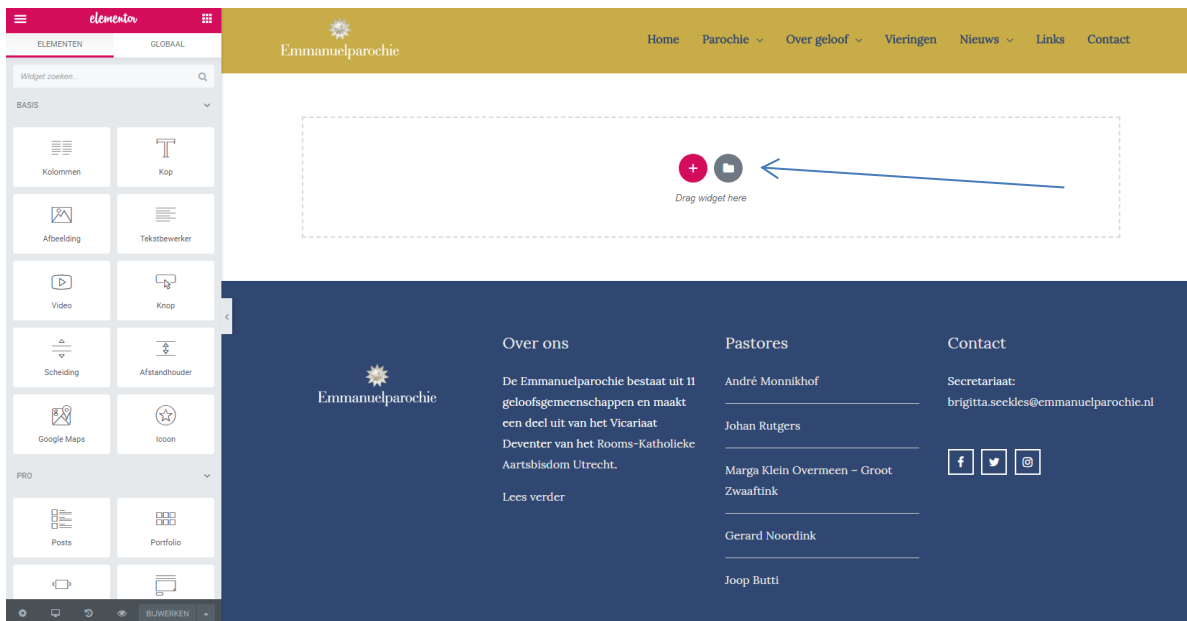 elementor
ELEMENTEN
GLOBAAL
Widget zoeken...
BASIS
Kolommen
Kop
Afbeelding
Tekstbewerker
Video
Knop
Scheiding
Afstandhouder
Google Maps
Icoon
PRO
Posts
Portfolio
BIJWERKEN
Emmanuelparochie
Home
Parochie
Over geloof
Vieringen
Nieuws
Links
Contact
Drag widget here
Emmanuelparochie
Over ons
De Emmanuelparochie bestaat uit 11
geloofsgemeenschappen en maakt
een deel uit van het Vicariaat
Deventer van het Rooms-Katholieke
Aartsbisdom Utrecht.
Lees verder
Pastores
André Monnikhof
Johan Rutgers
Marga Klein Overmeen – Groot
Zwaaftink
Gerard Noordink
Joop Butti
Contact
Secretariaat:
brigitta.seekles@emmanuelparochie.nl